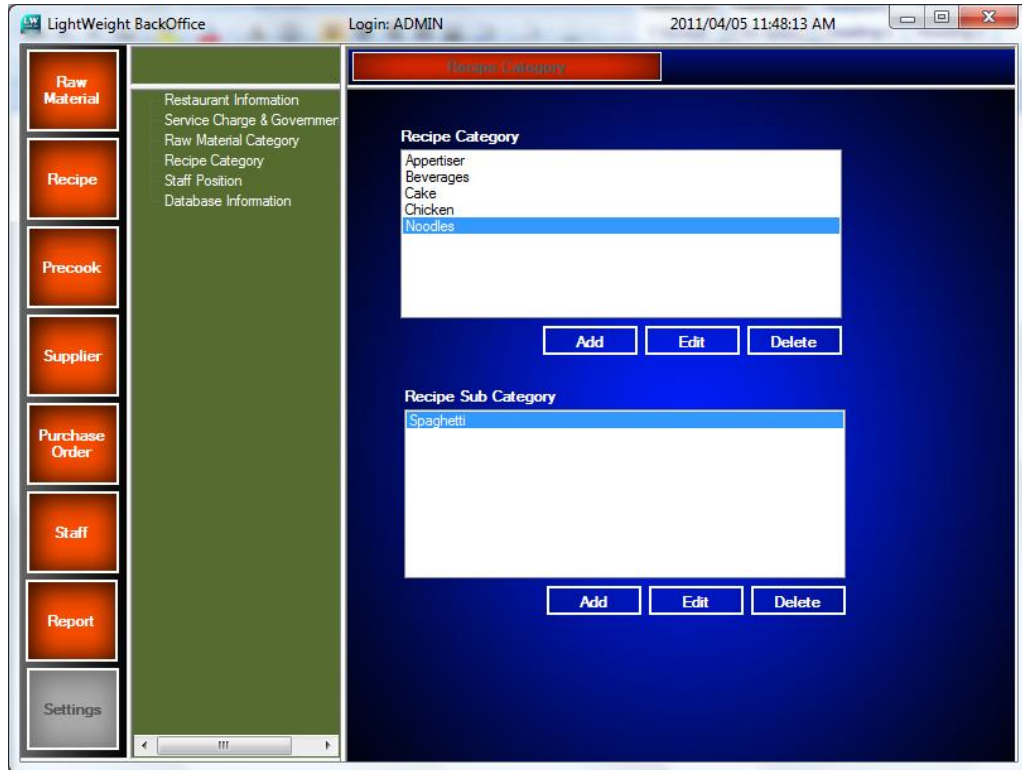 LightWeight BackOffice Login: ADMIN 2011/04/05 11:48:13 AM
Raw
Material
Recipe
Precook
Supplier
Purchase
Order
Staff
Report
Settings
Restaurant Information
Service Charge & Governmer
Raw Material Category
Recipe Category
Staff Position
Database Information
Recipe Category
Recipe Category
Appertiser
Beverages
Cake
Chicken
Noodles
Add Edit Delete
Recipe Sub Category
Spaghetti
Add Edit Delete